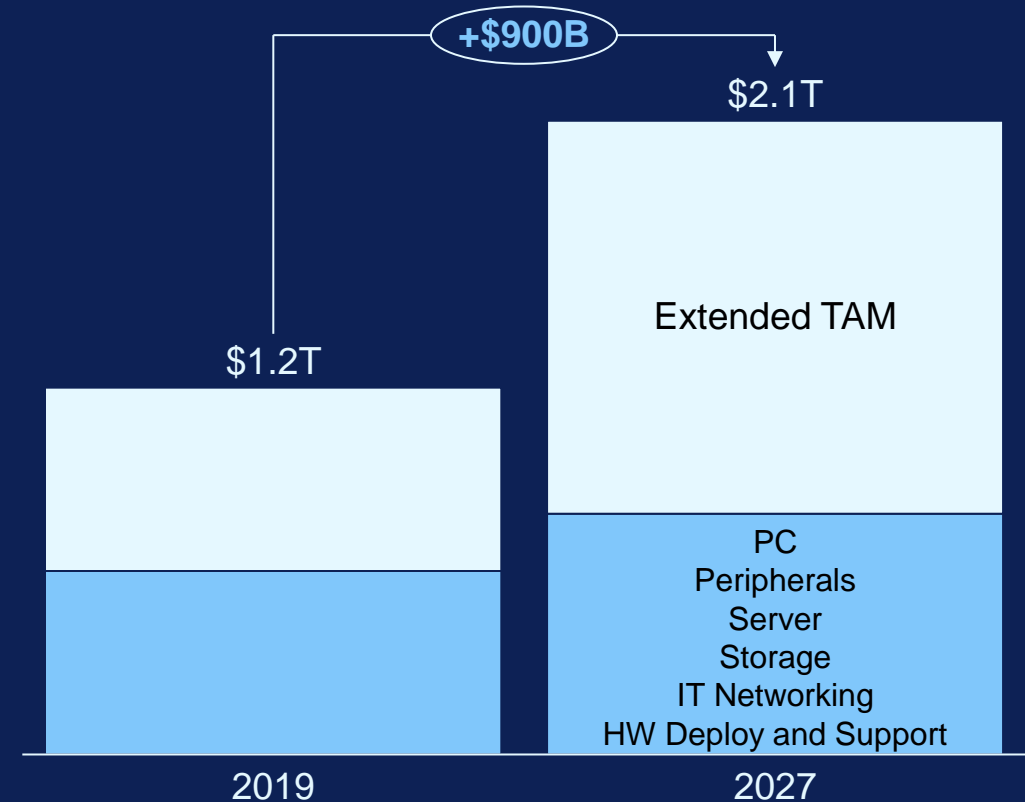 +$900B
$2.1T
Extended TAM
$1.2T
PC
Peripherals
Server
Storage
IT Networking
HW Deploy and Support
2019
2027